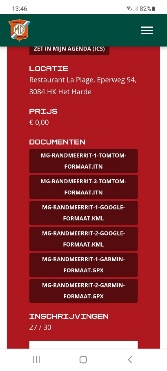 13:46
82%
ZET IN MIJN AGENDA (ICS)
LOCATIE
Restaurant La Plage, Eperweg 94,
8084 HK Het Harde
PRIJS
€ 0,00
DOCUMENTEN
MG-RANDMEERRIT-1-TOMTOM-
FORMAAT.ITN
MG-RANDMEERRIT-2-TOMTOM-
FORMAAT.ITN
MG-RANDMEERRIT-1-GOOGLE-
FORMAAT.KML
MG-RANDMEERRIT-2-GOOGLE-
FORMAAT.KML
MG-RANDMEERRIT-1-GARMIN-
FORMAAT.GPX
MG-RANDMEERRIT-2-GARMIN-
FORMAAT.GPX
INSCHRIJVINGEN
27 / 30